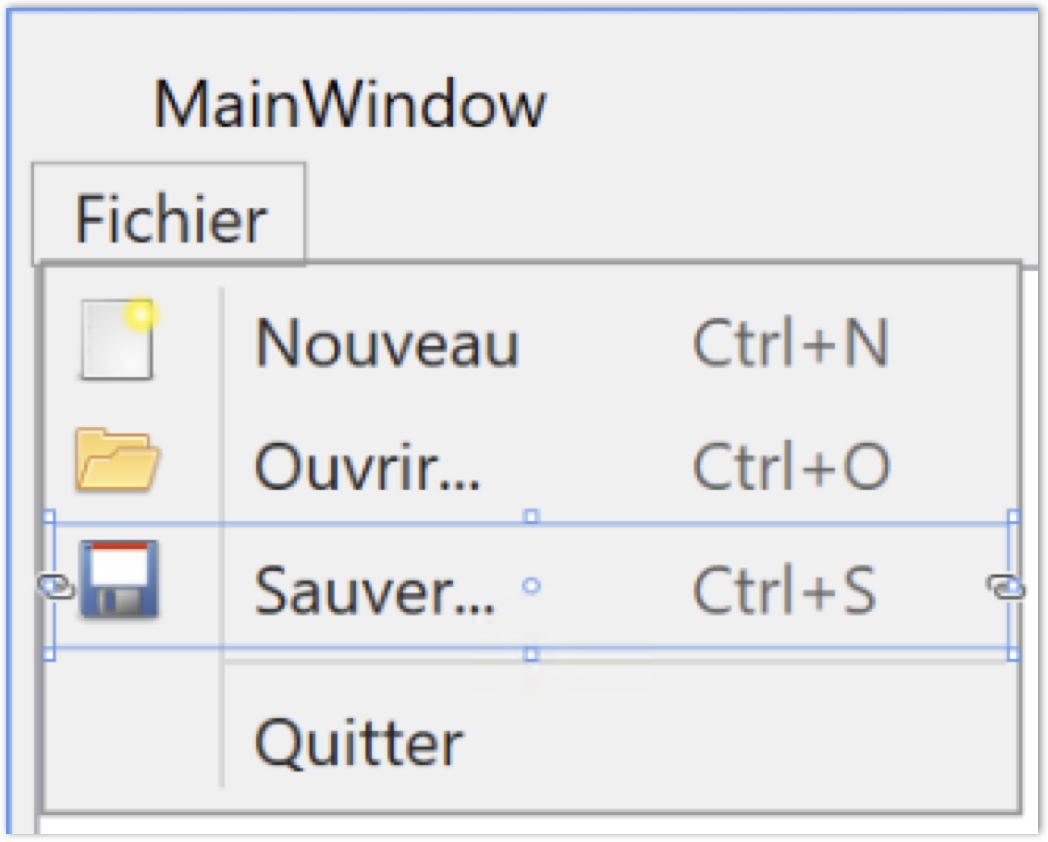 MainWindow
Fichier
Nouveau Ctrl+N
Ouvrir... Ctrl+O
Sauver... Ctrl+S
Quitter